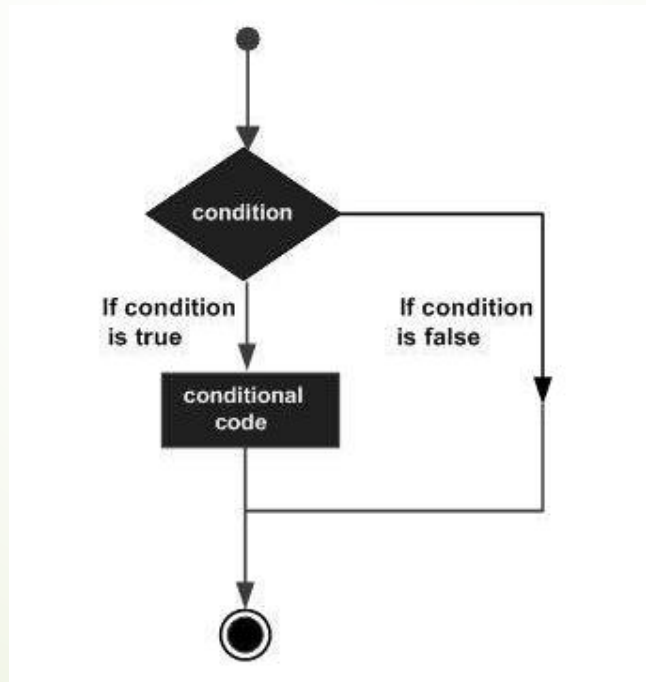 condition
If condition
is true
If condition
is false
conditional
code